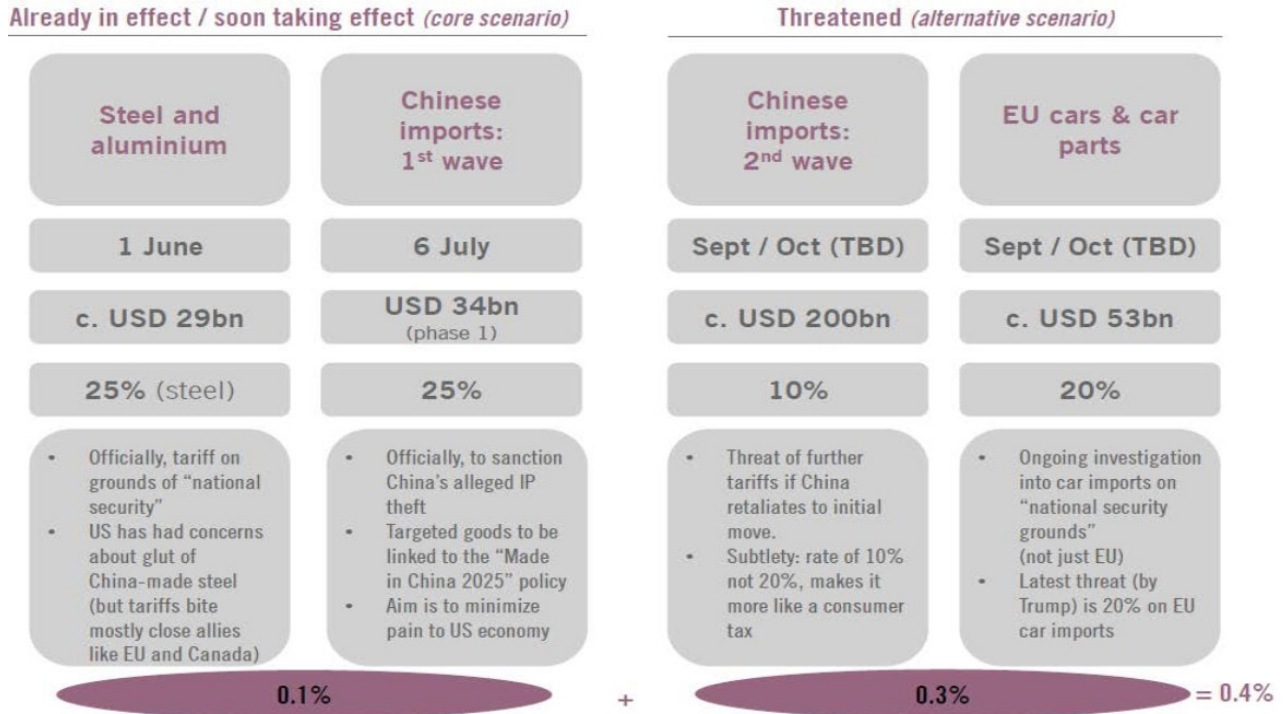 Already in effect / soon taking effect (core scenario)
Threatened (alternative scenario)
Steel and
aluminium
Chinese
imports:
1st wave
Chinese
imports:
2nd wave
EU cars & car
parts
1 June
6 July
Sept / Oct (TBD)
Sept / Oct (TBD)
c. USD 29bn
USD 34bn
(phase 1)
c. USD 200bn
c. USD 53bn
25% (steel)
25%
10%
20%
• Officially, tariff on
grounds of “national
security”
• US has had concerns
about glut of
China-made steel
(but tariffs bite
mostly close allies
like EU and Canada)
• Officially, to sanction
China’s alleged IP
theft
• Targeted goods to be
linked to the “Made
in China 2025” policy
• Aim is to minimize
pain to US economy
• Threat of further
tariffs if China
retaliates to initial
move.
• Subtlety: rate of 10%
not 20%, makes it
more like a consumer
tax
• Ongoing investigation
into car imports on
“national security
grounds”
(not just EU)
• Latest threat (by
Trump) is 20% on EU
car imports
0.1%
+
0.3%
= 0.4%